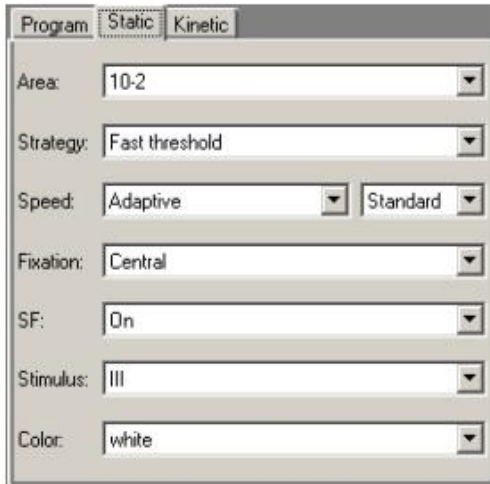 Program Static Kinetic
Area: 10-2
Strategy: Fast threshold
Speed: Adaptive Standard
Fixation: Central
SF: On
Stimulus: III
Color: white